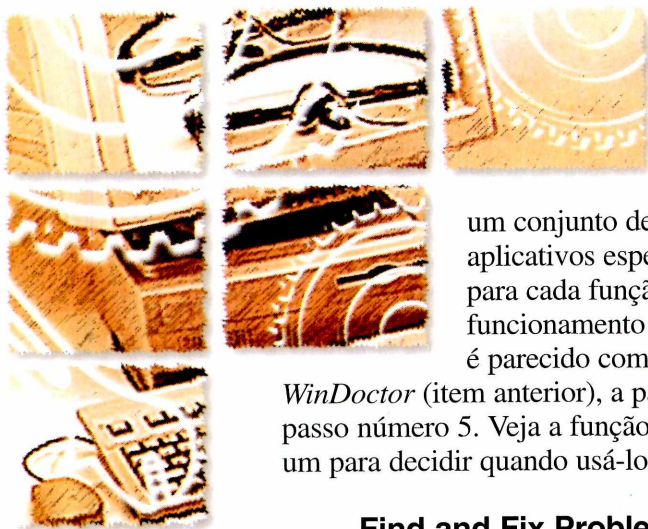 um conjunto de
aplicativos espe
para cada funçã
funcionamento
é parecido com
WinDoctor (item anterior), a pa
passo número 5. Veja a função
um para decidir quando usá-lo
Find and Fix Proble